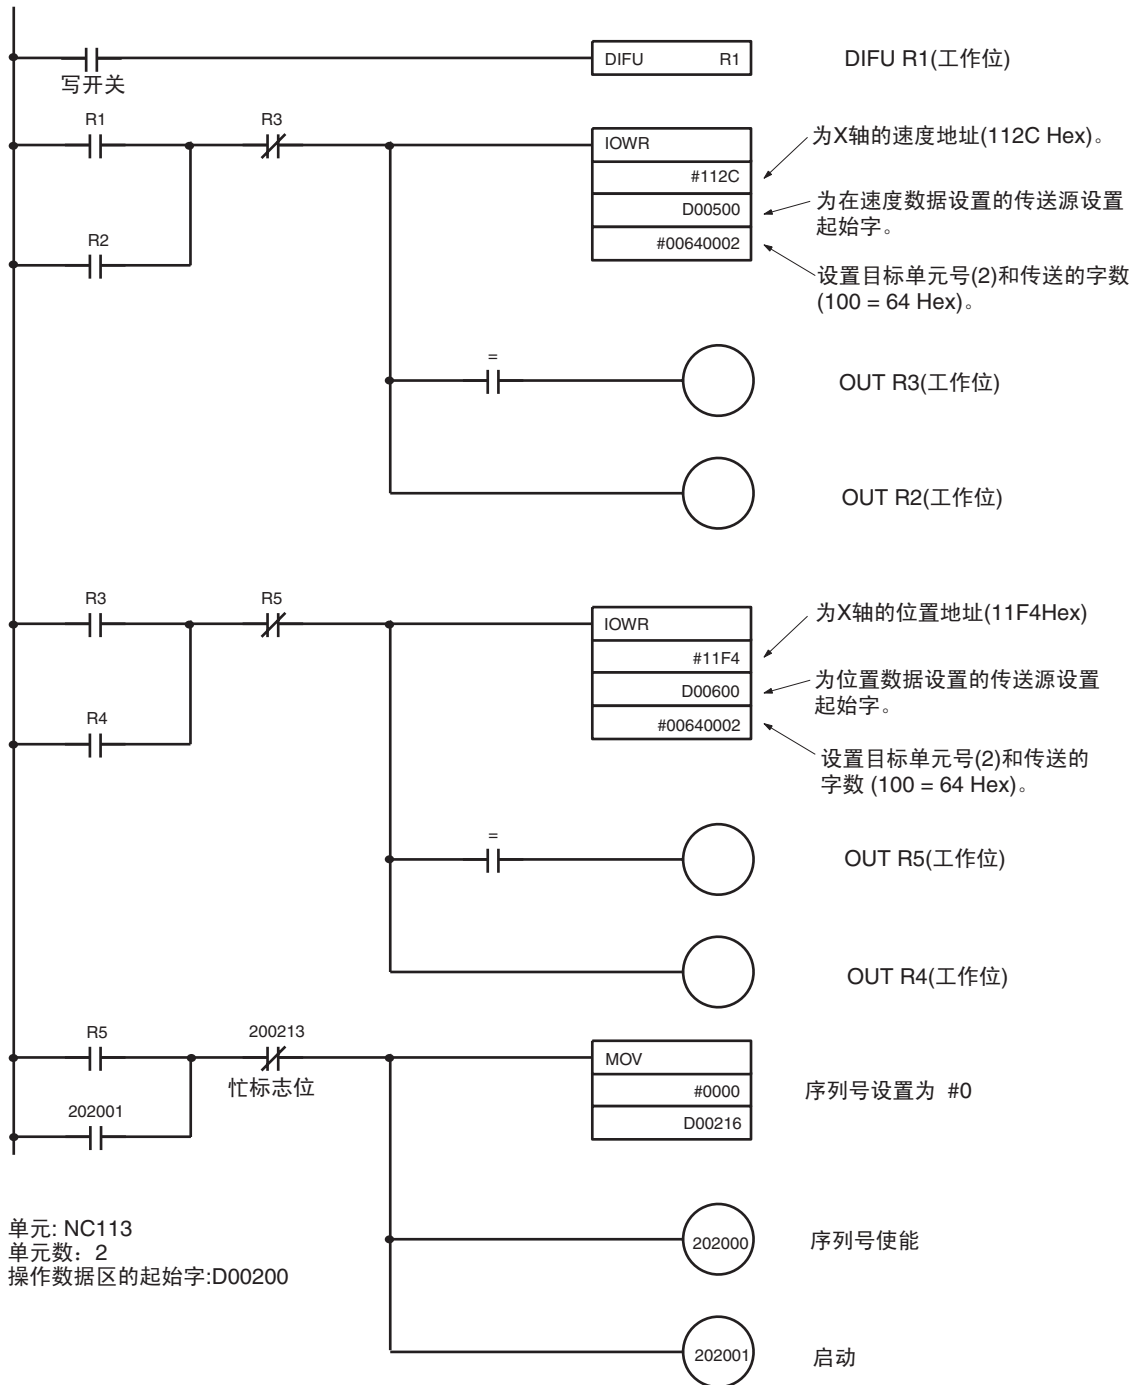 DIFU R1 DIFU R1(工作位)
写开关
R1 R3
IOWR 为X轴的速度地址(112C Hex)。
#112C
D00500 为在速度数据设置的传送源设置
起始字。
R2 #00640002
设置目标单元号(2)和传送的字数
(100 = 64 Hex)。
=
OUT R3(工作位)
OUT R2(工作位)
R3 R5
IOWR 为X轴的位置地址(11F4Hex)
#11F4
D00600 为位置数据设置的传送源设置
起始字。
R4 #00640002
设置目标单元号(2)和传送的
字数 (100 = 64 Hex)。
=
OUT R5(工作位)
OUT R4(工作位)
R5 200213
MOV
忙标志位 #0000 序列号设置为 #0
202001 D00216
单元: NC113
单元数：2
操作数据区的起始字:D00200
202000 序列号使能
202001 启动